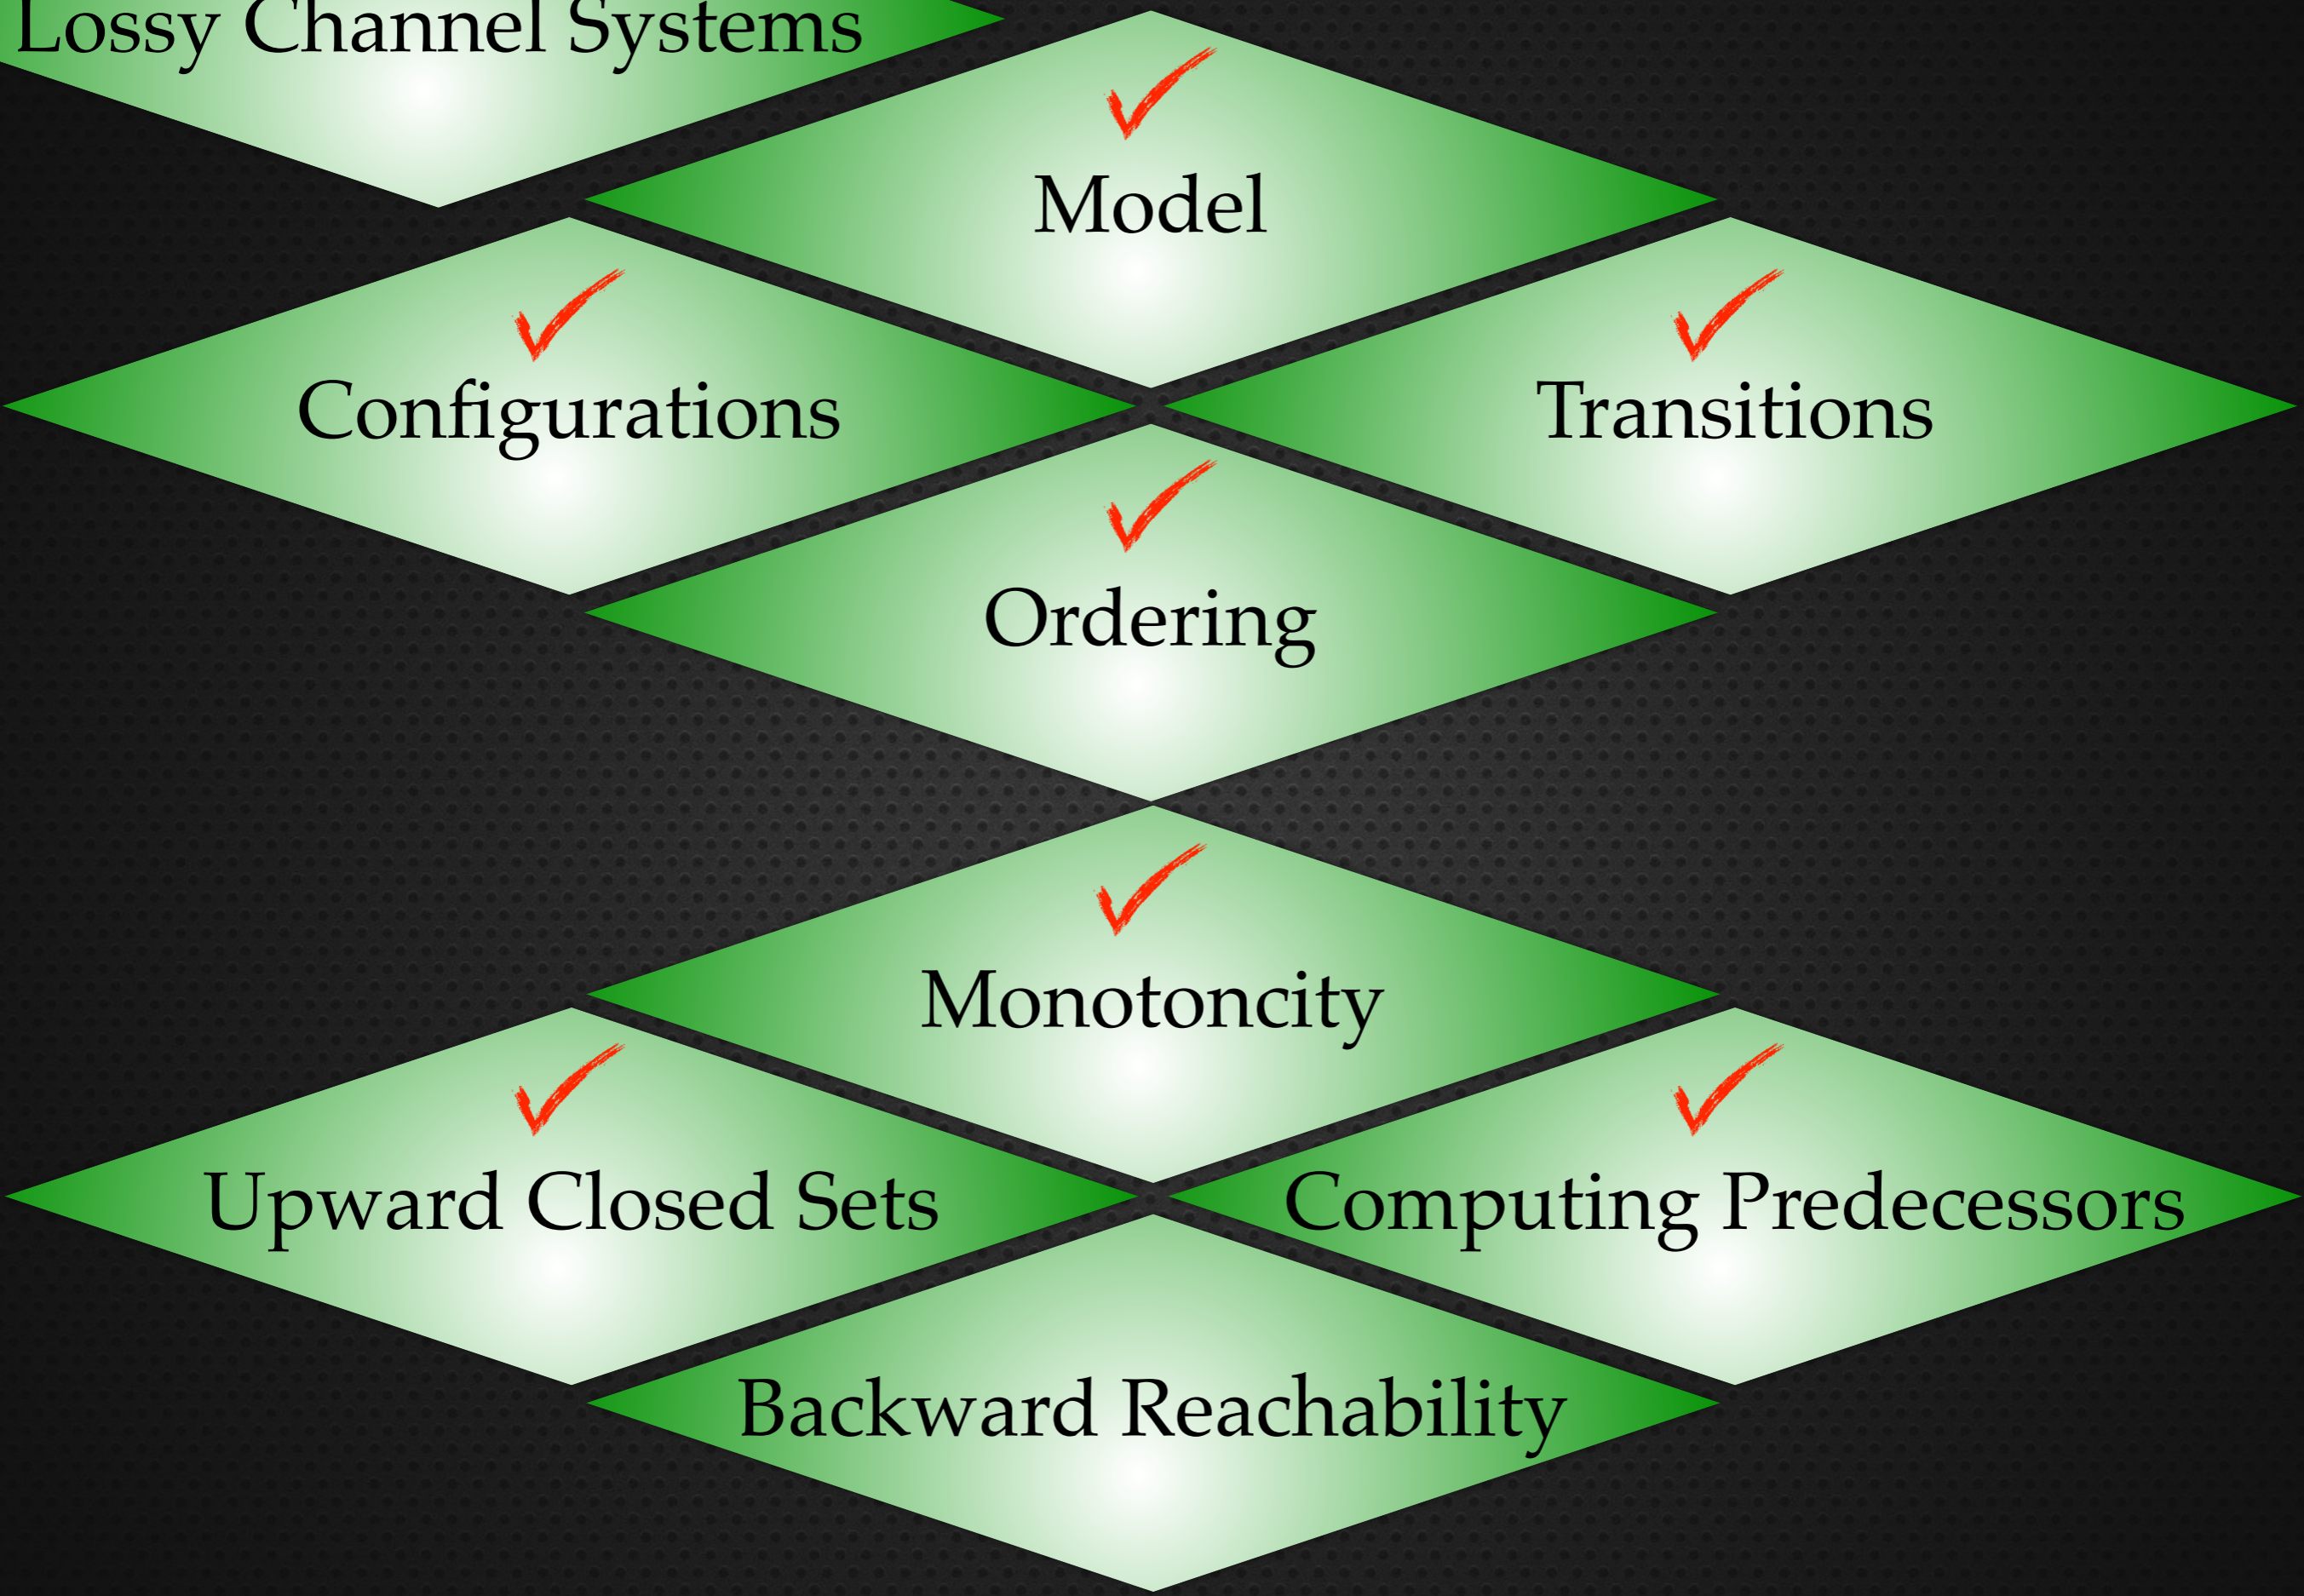 Lossy Channel Systems
Model
Configurations
Transitions
Ordering
Monotoncity
Upward Closed Sets
Computing Predecessors
Backward Reachability